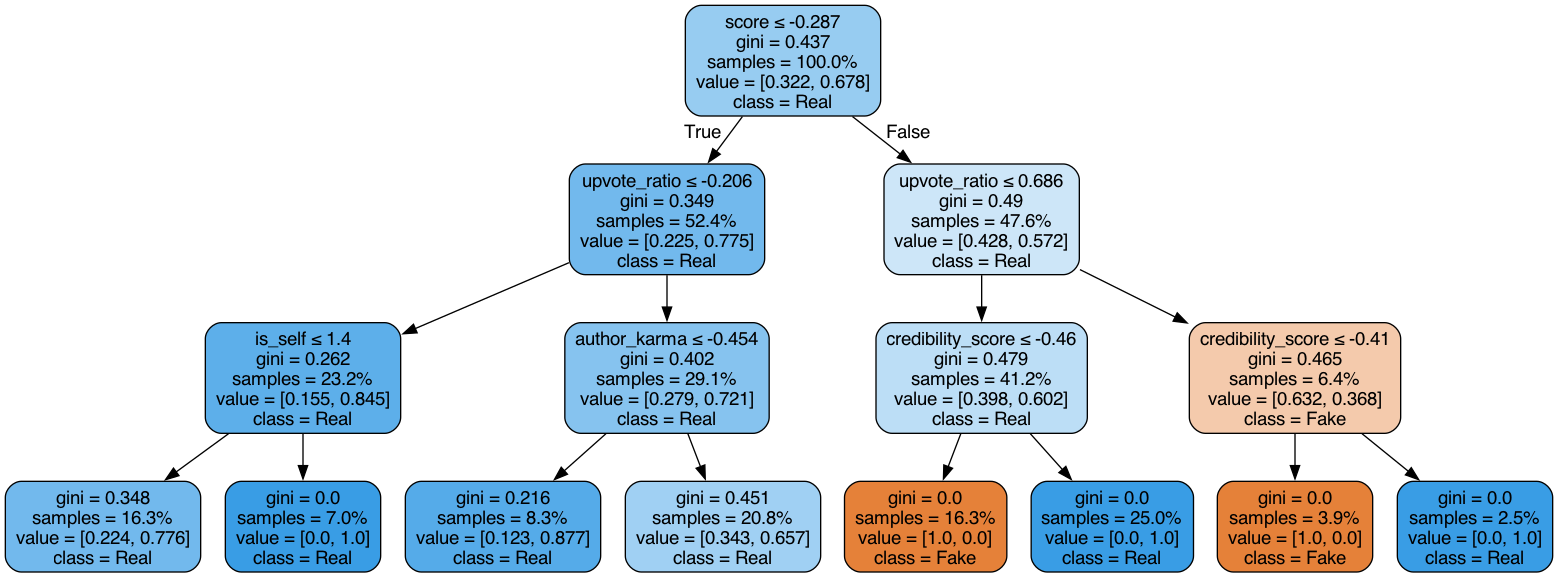 score ≤ -0.287
gini = 0.437
samples = 100.0%
value = [0.322, 0.678]
class = Real
True
False
upvote_ratio ≤ -0.206
gini = 0.349
samples = 52.4%
value = [0.225, 0.775]
class = Real
upvote_ratio ≤ 0.686
gini = 0.49
samples = 47.6%
value = [0.428, 0.572]
class = Real
is_self ≤ 1.4
gini = 0.262
samples = 23.2%
value = [0.155, 0.845]
class = Real
author_karma ≤ -0.454
gini = 0.402
samples = 29.1%
value = [0.279, 0.721]
class = Real
credibility_score ≤ -0.46
gini = 0.479
samples = 41.2%
value = [0.398, 0.602]
class = Real
credibility_score ≤ -0.41
gini = 0.465
samples = 6.4%
value = [0.632, 0.368]
class = Fake
gini = 0.348
samples = 16.3%
value = [0.224, 0.776]
class = Real
gini = 0.0
samples = 7.0%
value = [0.0, 1.0]
class = Real
gini = 0.216
samples = 8.3%
value = [0.123, 0.877]
class = Real
gini = 0.451
samples = 20.8%
value = [0.343, 0.657]
class = Real
gini = 0.0
samples = 16.3%
value = [1.0, 0.0]
class = Fake
gini = 0.0
samples = 25.0%
value = [0.0, 1.0]
class = Real
gini = 0.0
samples = 3.9%
value = [1.0, 0.0]
class = Fake
gini = 0.0
samples = 2.5%
value = [0.0, 1.0]
class = Real